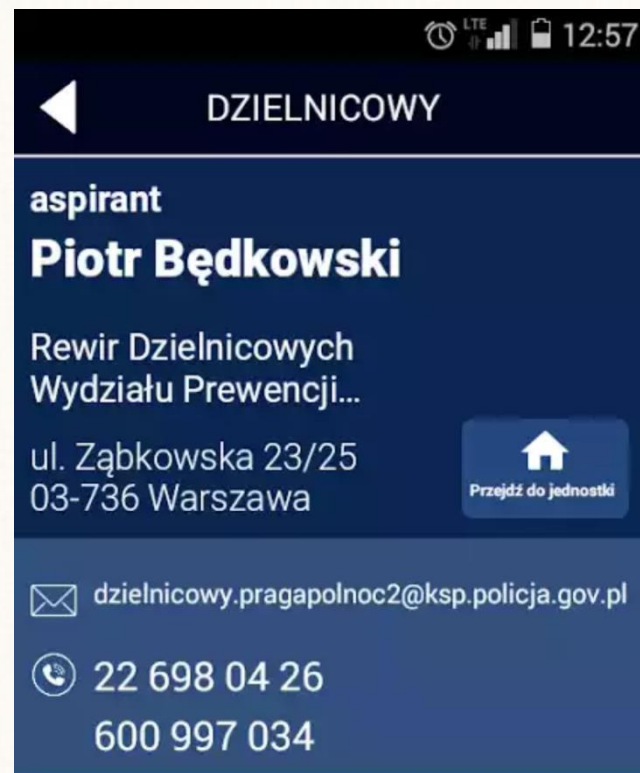 LTE 12:57
DZIELNICOWY
aspirant
Piotr Będkowski
Rewir Dzielnicowych
Wydziału Prewencji...
ul. Ząbkowska 23/25
03-736 Warszawa
Przejdź do jednostki
dzielnicowy.pragapolnoc2@ksp.policja.gov.pl
22 698 04 26
600 997 034